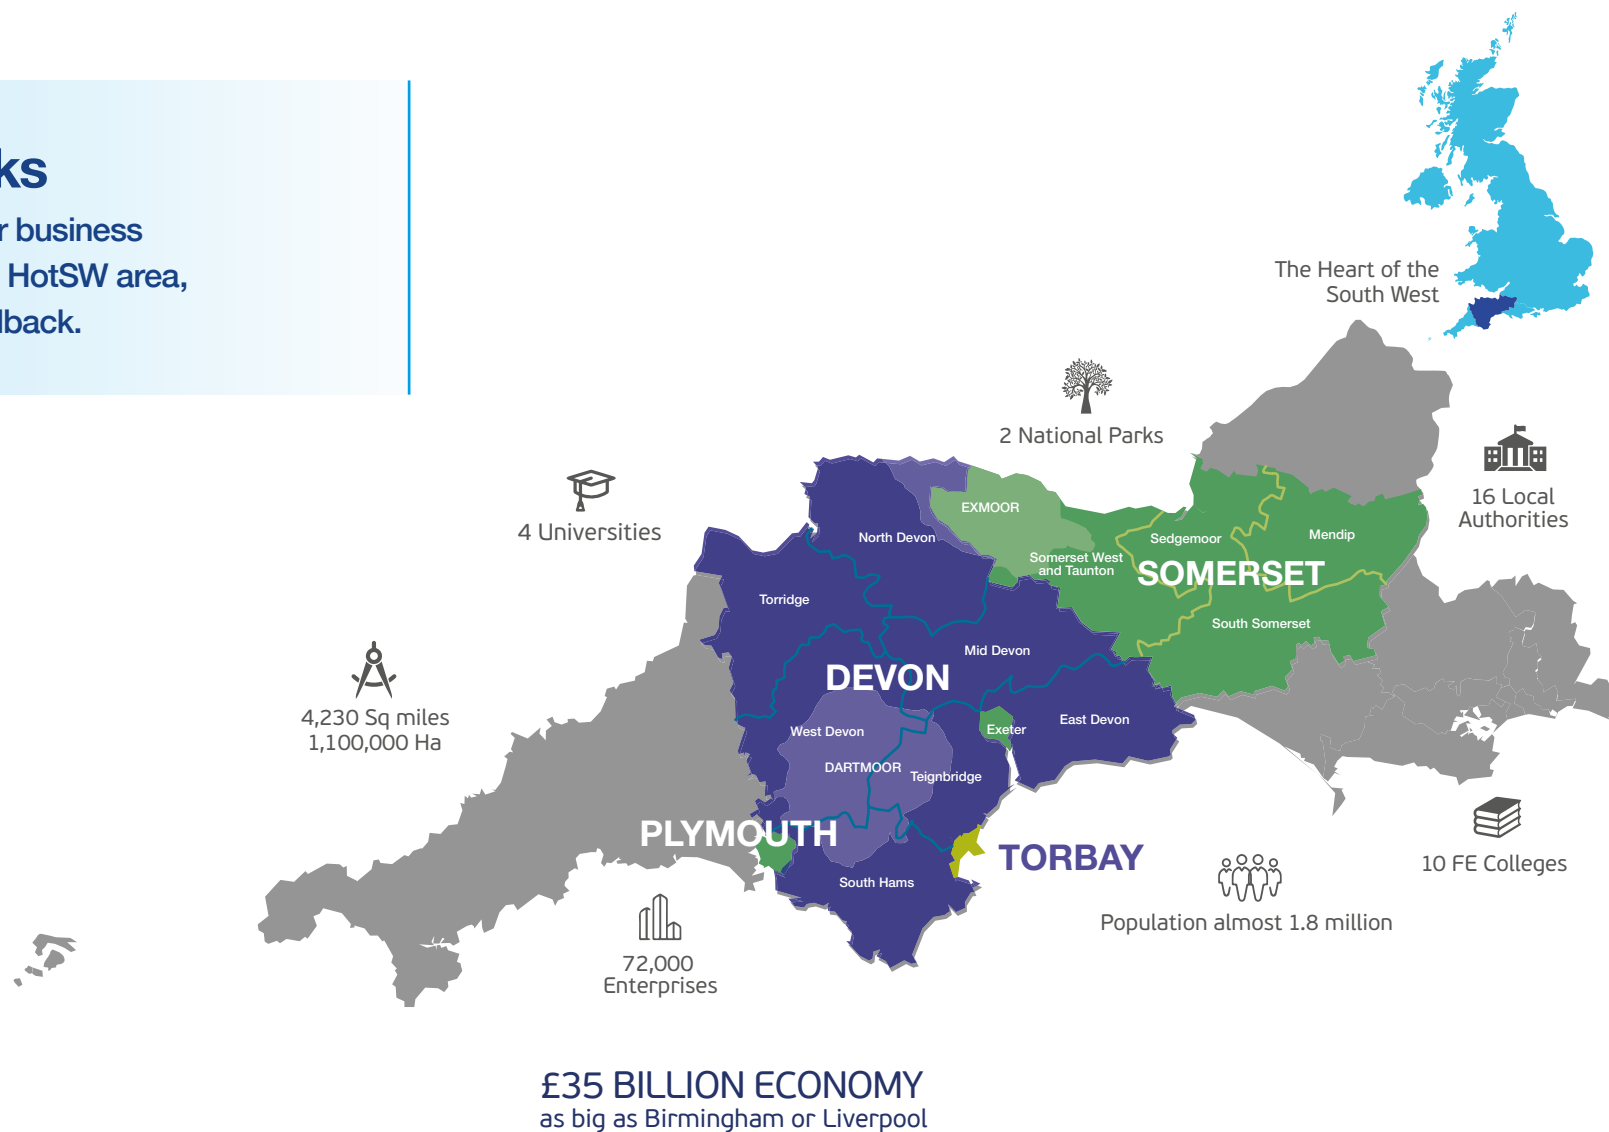 ks
r business
HotSW area,
lback.
The Heart of the
South West
2 National Parks
16 Local
Authorities
4 Universities
EXMOOR
North Devon
Somerset West
and Taunton
Sedgemoor
Mendip
SOMERSET
South Somerset
Torridge
Mid Devon
DEVON
4,230 Sq miles
1,100,000 Ha
West Devon
Exeter
East Devon
DARTMOOR
Teignbridge
PLYMOUTH
TORBAY
South Hams
10 FE Colleges
Population almost 1.8 million
72,000
Enterprises
£35 BILLION ECONOMY
as big as Birmingham or Liverpool